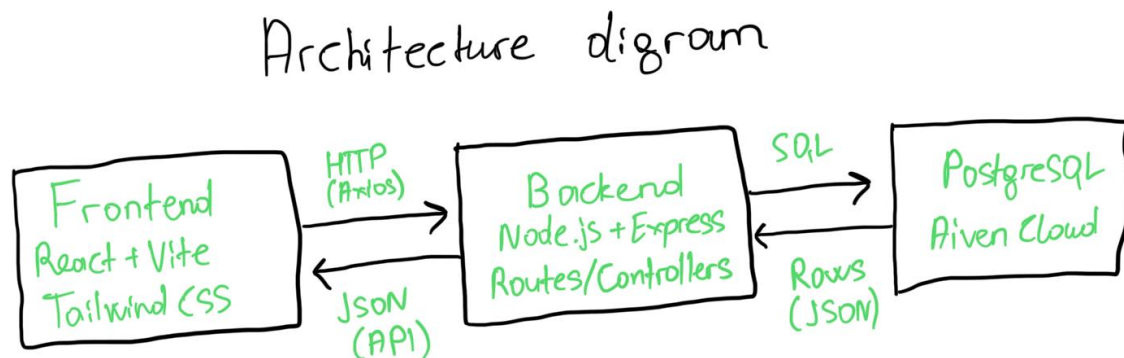 Architecture digram
Frontend
React + Vite
Tailwind CSS
HTTP
(Axios)
JSON
(API)
Backend
Node.js + Express
Routes/Controllers
SQL
Rows
(JSON)
PostgreSQL
Aiven Cloud